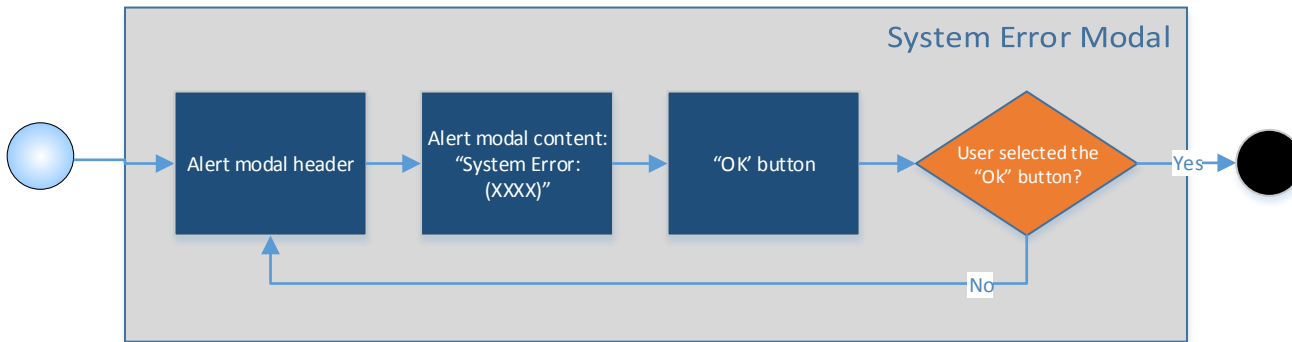 System Error Modal
Alert modal header
Alert modal content:
“System Error:
(XXXX)”
“OK’ button
User selected the
“Ok” button?
Yes
No